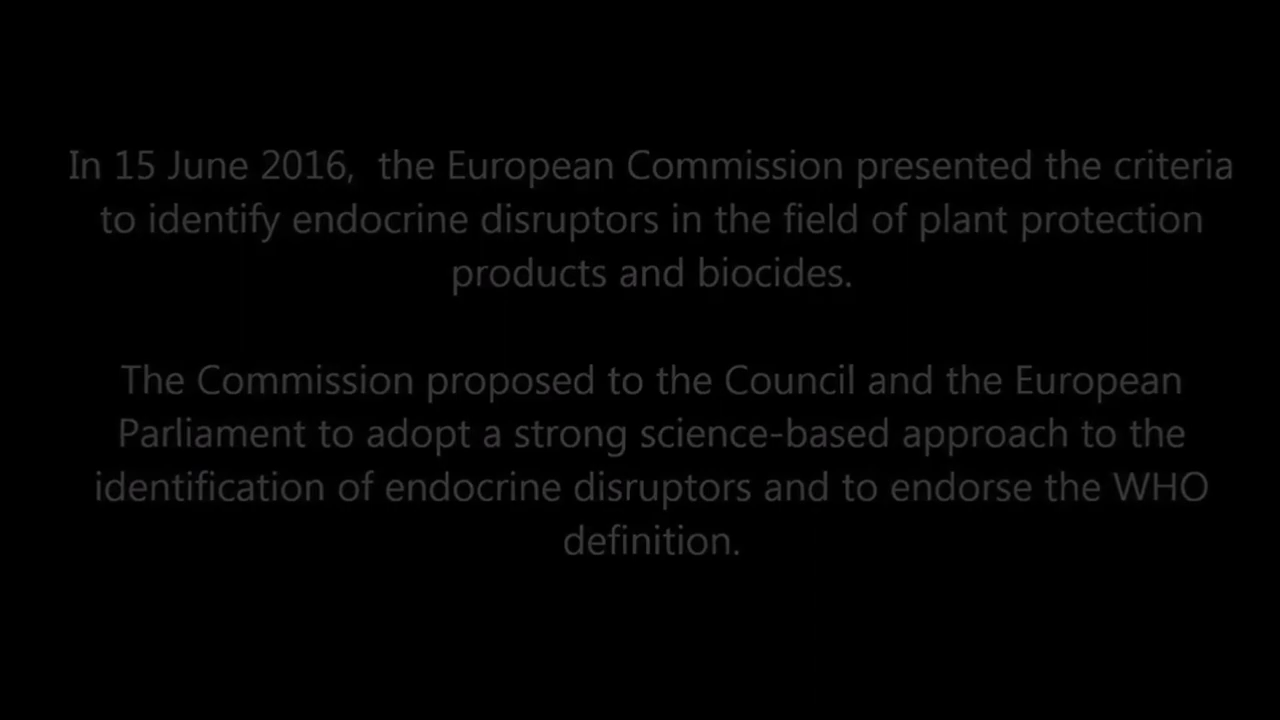 In 15 June 2016,  the European Commission presented the criteria
to identify endocrine disruptors in the field of plant protection
products and biocides.
The Commission proposed to the Council and the European
Parliament to adopt a strong science-based approach to the
identification of endocrine disruptors and to endorse the WHO
definition.